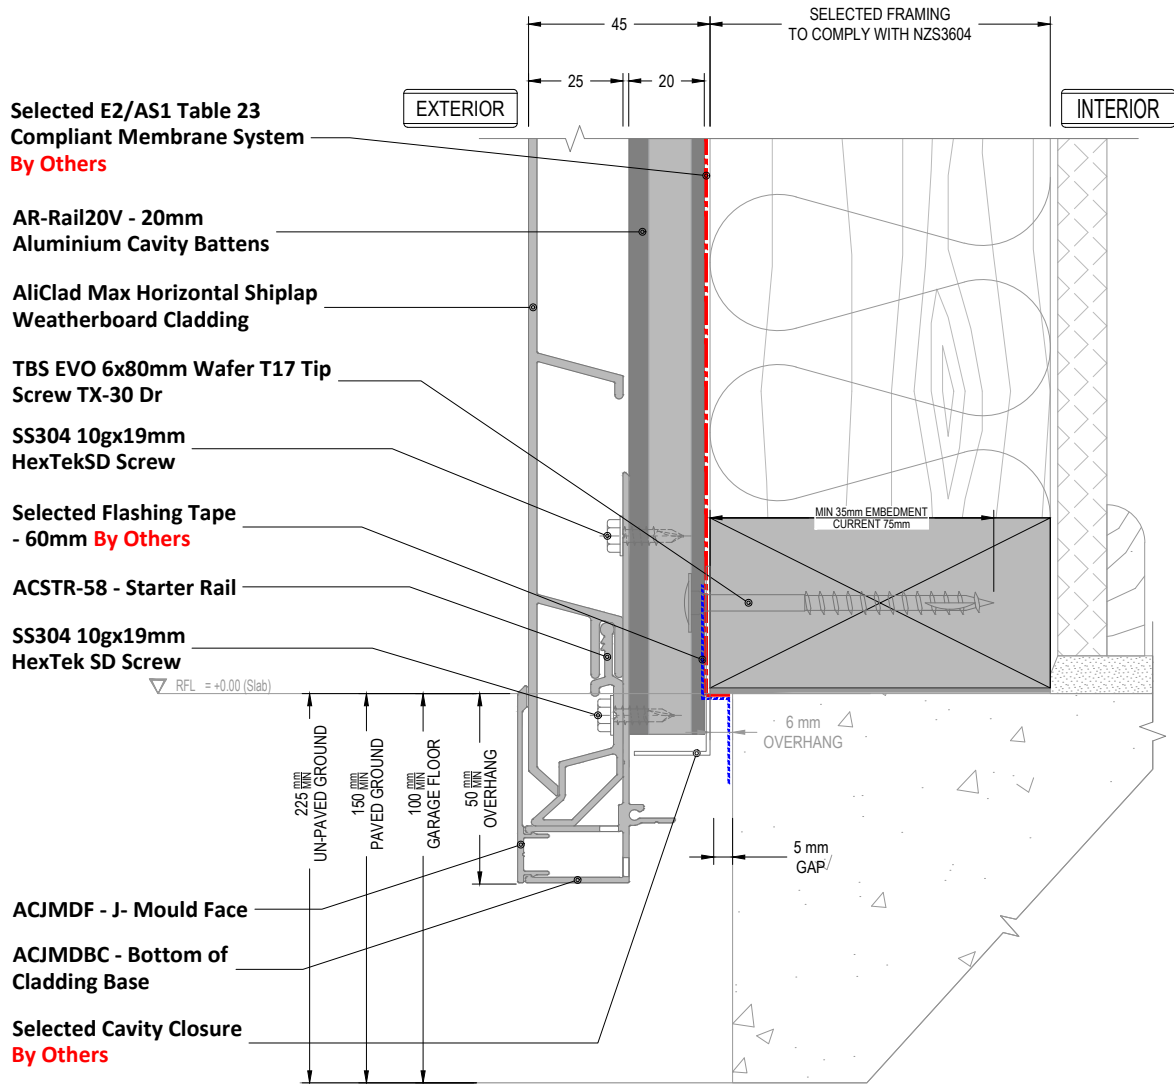 45
SELECTED FRAMING
TO COMPLY WITH NZS3604
25
20
EXTERIOR
INTERIOR
Selected E2/AS1 Table 23
Compliant Membrane System
By Others
AR-Rail20V - 20mm
Aluminium Cavity Battens
AliClad Max Horizontal Shiplap
Weatherboard Cladding
TBS EVO 6x80mm Wafer T17 Tip
Screw TX-30 Dr
SS304 10gx19mm
HexTekSD Screw
MIN 35mm EMBEDMENT
CURRENT 75mm
Selected Flashing Tape
- 60mm By Others
ACSTR-58 - Starter Rail
SS304 10gx19mm
HexTek SD Screw
RFL = +0.00 (Slab)
6 mm
OVERHANG
225 mm MIN
UN-PAVED GROUND
150 mm MIN
PAVED GROUND
100 mm MIN
GARAGE FLOOR
50 mm MIN
OVERHANG
5 mm
GAP
ACJMDF - J- Mould Face
ACJMDBC - Bottom of
Cladding Base
Selected Cavity Closure
By Others